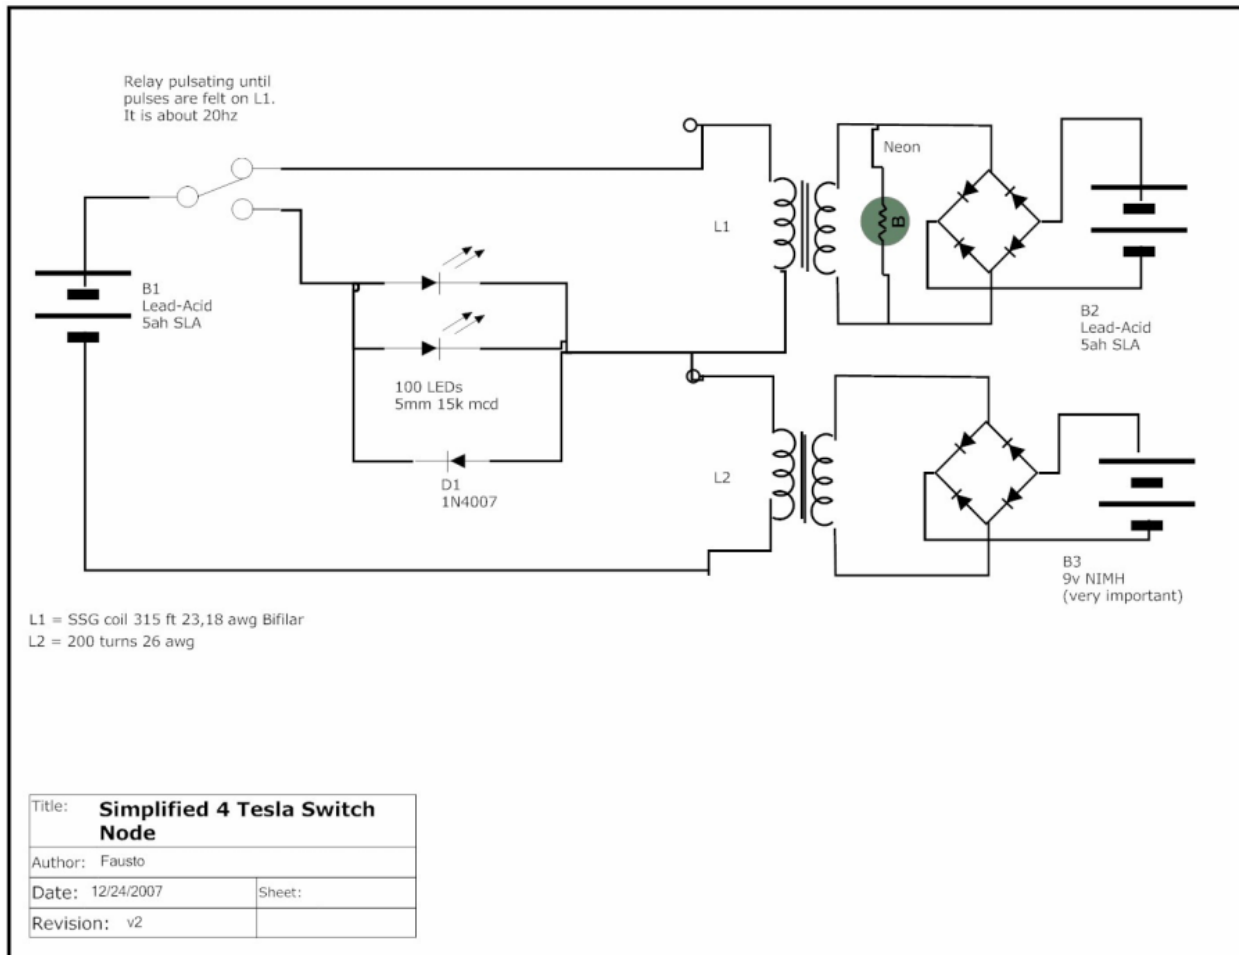 Relay pulsating until
pulses are felt on L1.
It is about 20hz
Neon
B
L1
B1
Lead-Acid
5ah SLA
B2
Lead-Acid
5ah SLA
100 LEDs
5mm 15k mcd
L2
D1
1N4007
B3
9v NIMH
(very important)
L1 = SSG coil 315 ft 23,18 awg Bifilar
L2 = 200 turns 26 awg
Title: Simplified 4 Tesla Switch
Node
Author: Fausto
Date: 12/24/2007 Sheet:
Revision: v2